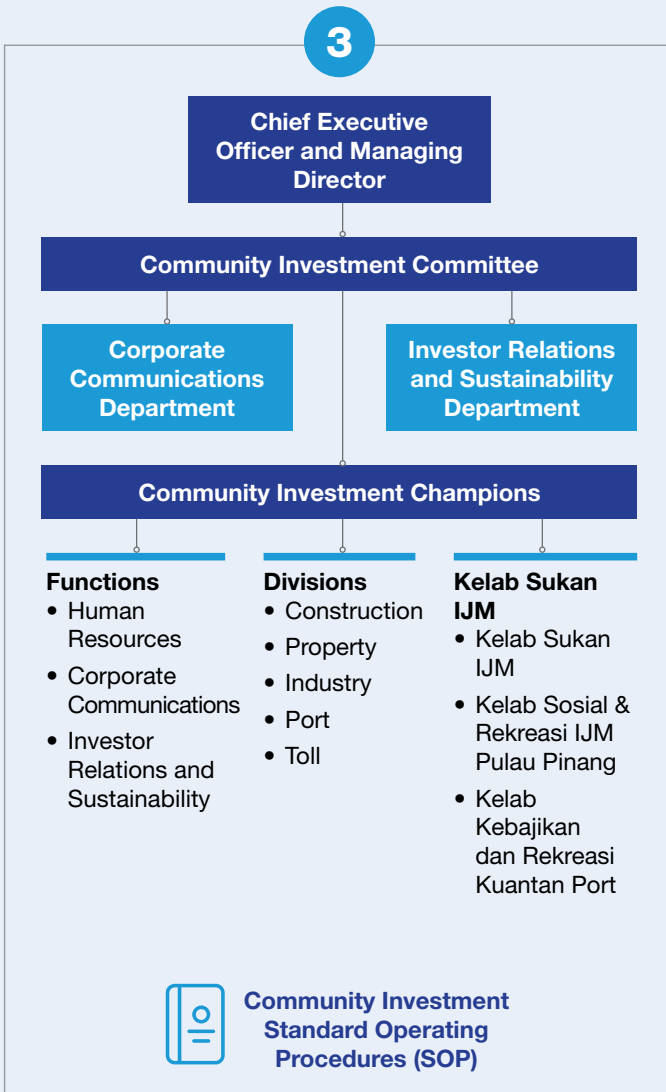 3
Chief Executive
Officer and Managing
Director
Community Investment Committee
Corporate
Communications
Department
Investor Relations
and Sustainability
Department
Community Investment Champions
Functions
• Human
Resources
• Corporate
Communications
• Investor
Relations and
Sustainability
Divisions
• Construction
• Property
• Industry
• Port
• Toll
Kelab Sukan
IJM
• Kelab Sukan
IJM
• Kelab Sosial &
Rekreasi IJM
Pulau Pinang
• Kelab
Kebajikan
dan Rekreasi
Kuantan Port
Community Investment
Standard Operating
Procedures (SOP)